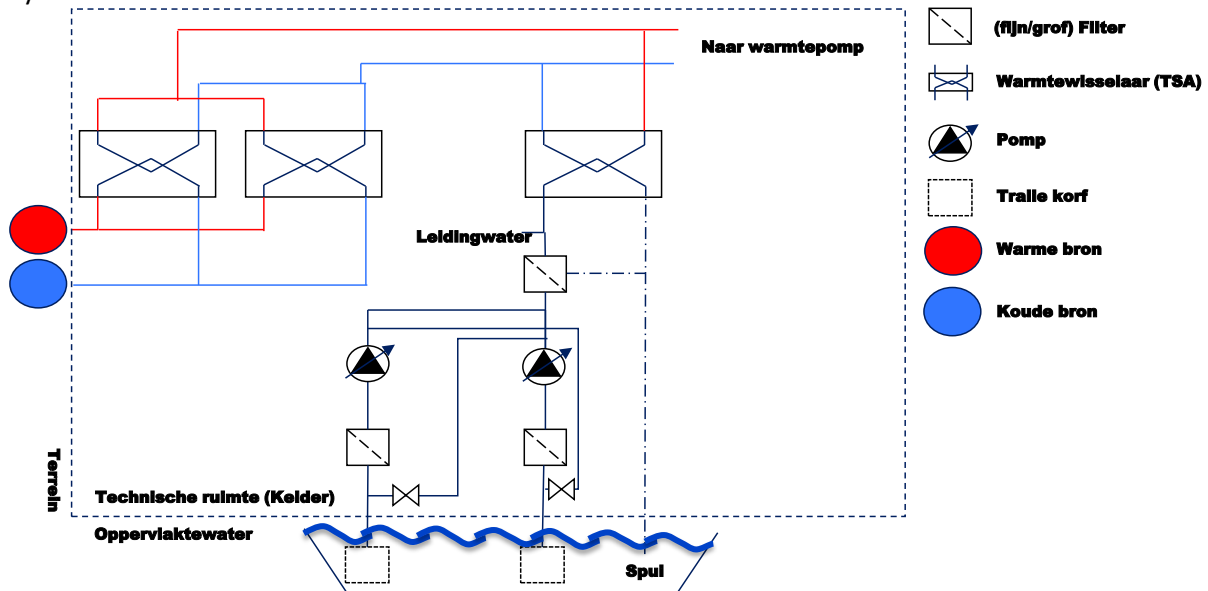 Naar warmtepomp
Leidingwater
Terrein
Technische ruimte (Kelder)
Oppervlaktewater
Spui
(fijn/grof) Filter
Warmtewisselaar (TSA)
Pomp
Tralie korf
Warme bron
Koude bron